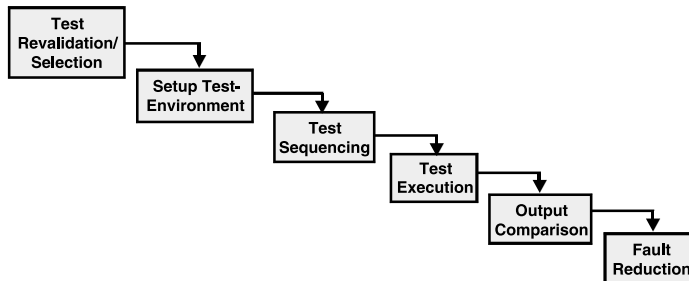 Test
Revalidation/
Selection
Setup Test-
Environment
Test
Sequencing
Test
Execution
Output
Comparison
Fault
Reduction